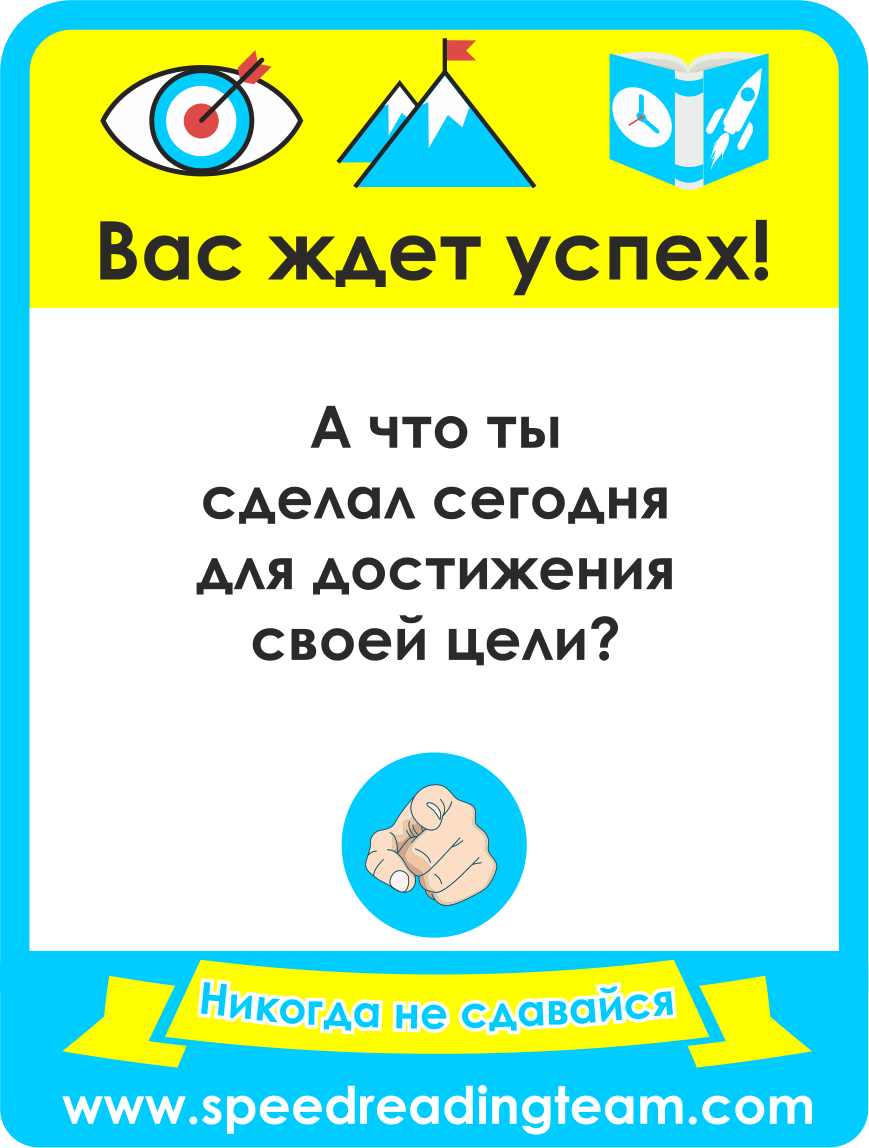 Вас ждет успех!
А что ты
сделал сегодня
для достижения
своей цели?
Никогда не сдавайся
www.speedreadingteam.com